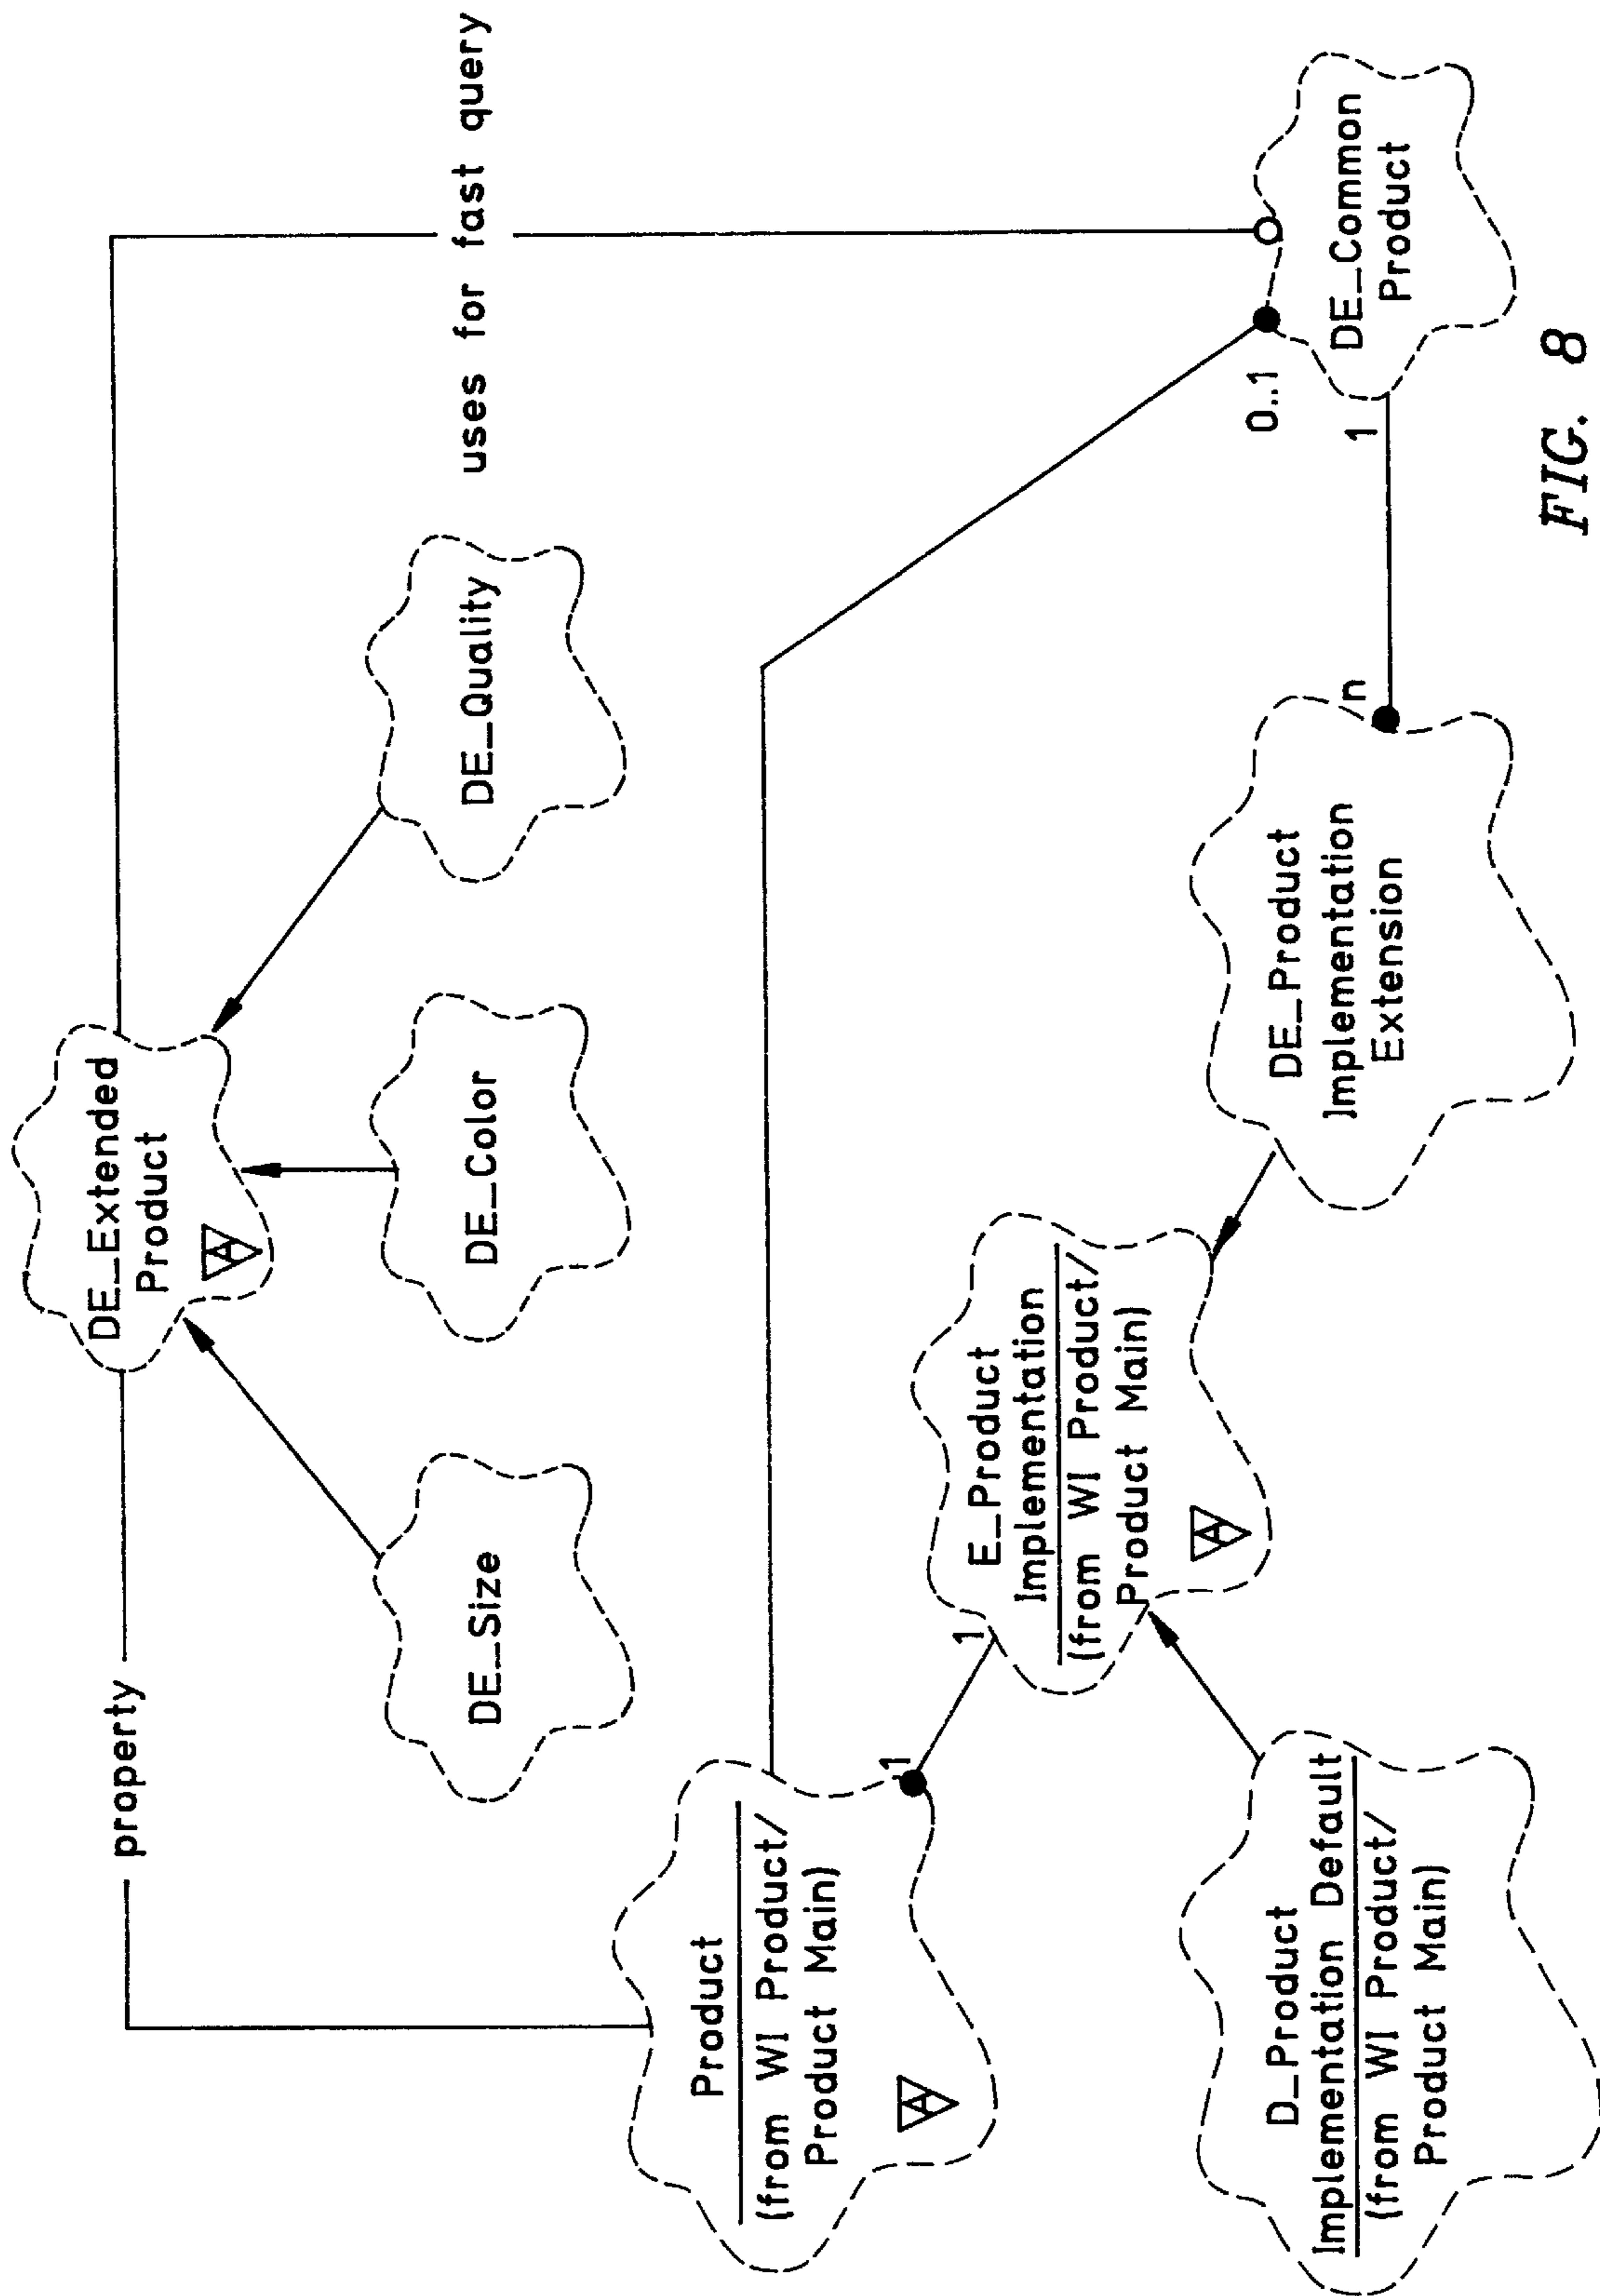 DE_Extended
Product
A
property
uses for fast query
DE_Size
DE_Color
DE_Quality
Product
(from WI Product/
Product Main)
A
1
1
E_Product
Implementation
(from WI Product/
Product Main)
A
D_Product
Implementation Default
(from WI Product/
Product Main)
DE_Product
Implementation
Extension
n
1
0..1
DE_Common
Product
FIG. 8